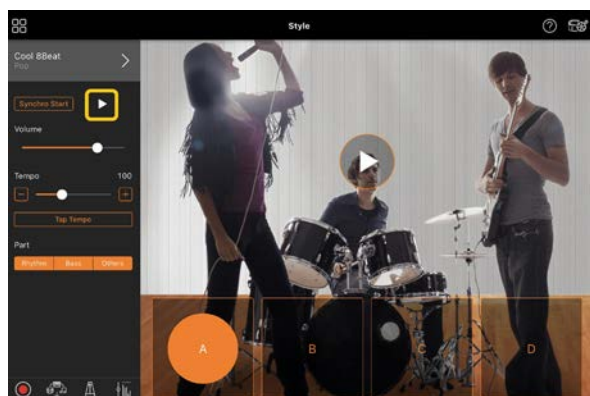 Style
Cool 8Beat
Pop
Synchro Start
Volume
Tempo 100
Tap Tempo
Part
Rhythm Bass Others
A B C D